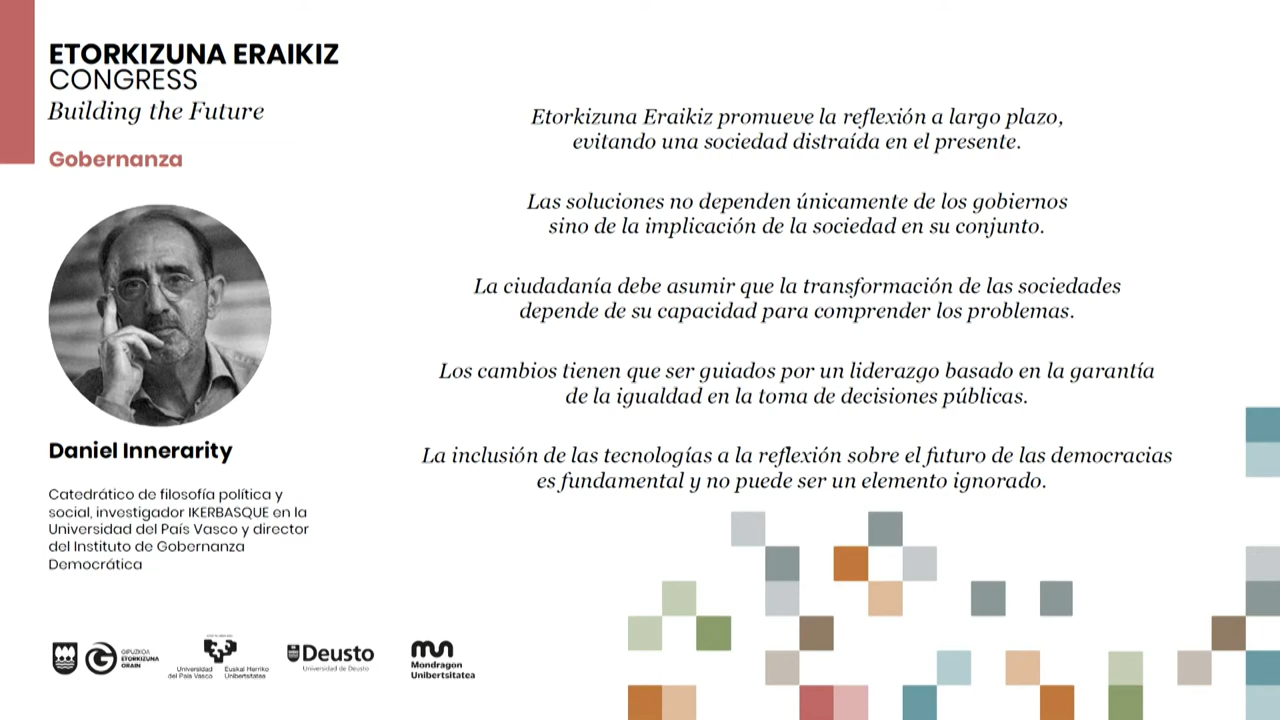 ETORKIZUNA ERAIKIZ
CONGRESS
Building the Future
Gobernanza
Daniel Innerarity
Catedrático de filosofía política y
social, investigador IKERBASQUE en la
Universidad del País Vasco y director
del Instituto de Gobernanza
Democrática
Etorkizuna Eraikiz promueve la reflexión a largo plazo,
evitando una sociedad distraída en el presente.
Las soluciones no dependen únicamente de los gobiernos
sino de la implicación de la sociedad en su conjunto.
La ciudadanía debe asumir que la transformación de las sociedades
depende de su capacidad para comprender los problemas.
Los cambios tienen que ser guiados por un liderazgo basado en la garantía
de la igualdad en la toma de decisiones públicas.
La inclusión de las tecnologías a la reflexión sobre el futuro de las democracias
es fundamental y no puede ser un elemento ignorado.
GIPUZKOA
ETORKIZUNA
ORAIN
Universidad
del País Vasco
Euskal Herriko
Unibertsitatea
Deusto
Universidad de Deusto
Mondragon
Unibertsitatea